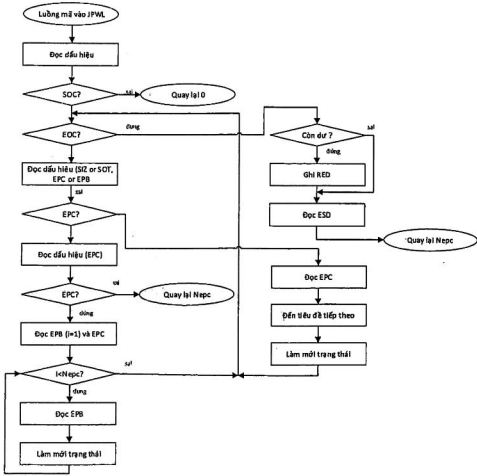 Luồng mã vào JPWL
Đọc dấu hiệu
SOC?
sai
Quay lại 0
EOC?
đúng
Còn dư ?
sai
đúng
Đọc dấu hiệu (SIZ or SOT,
EPC or EPB
Ghi RED
sai
Đọc ESD
EPC?
Quay lại Nepc
Đọc dấu hiệu (EPC)
Đọc EPC
sai
EPC?
Quay lại Nepc
đúng
Đến tiêu đề tiếp theo
Đọc EPB (i=1) và EPC
Làm mới trạng thái
sai
I<Nepc?
đúng
Đọc EPB
Làm mới trạng thái